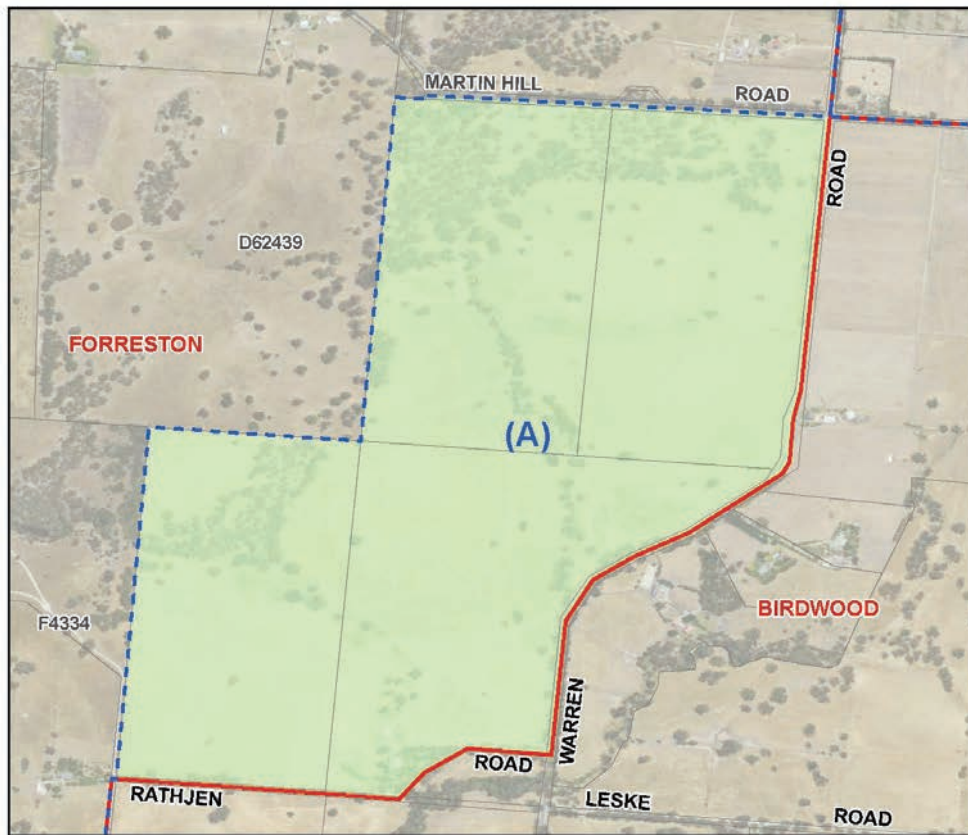 MARTIN HILL ROAD
ROAD
D62439
FORRESTON
(A)
BIRDWOOD
F4334
WARREN
ROAD
RATHJEN
LESKE
ROAD